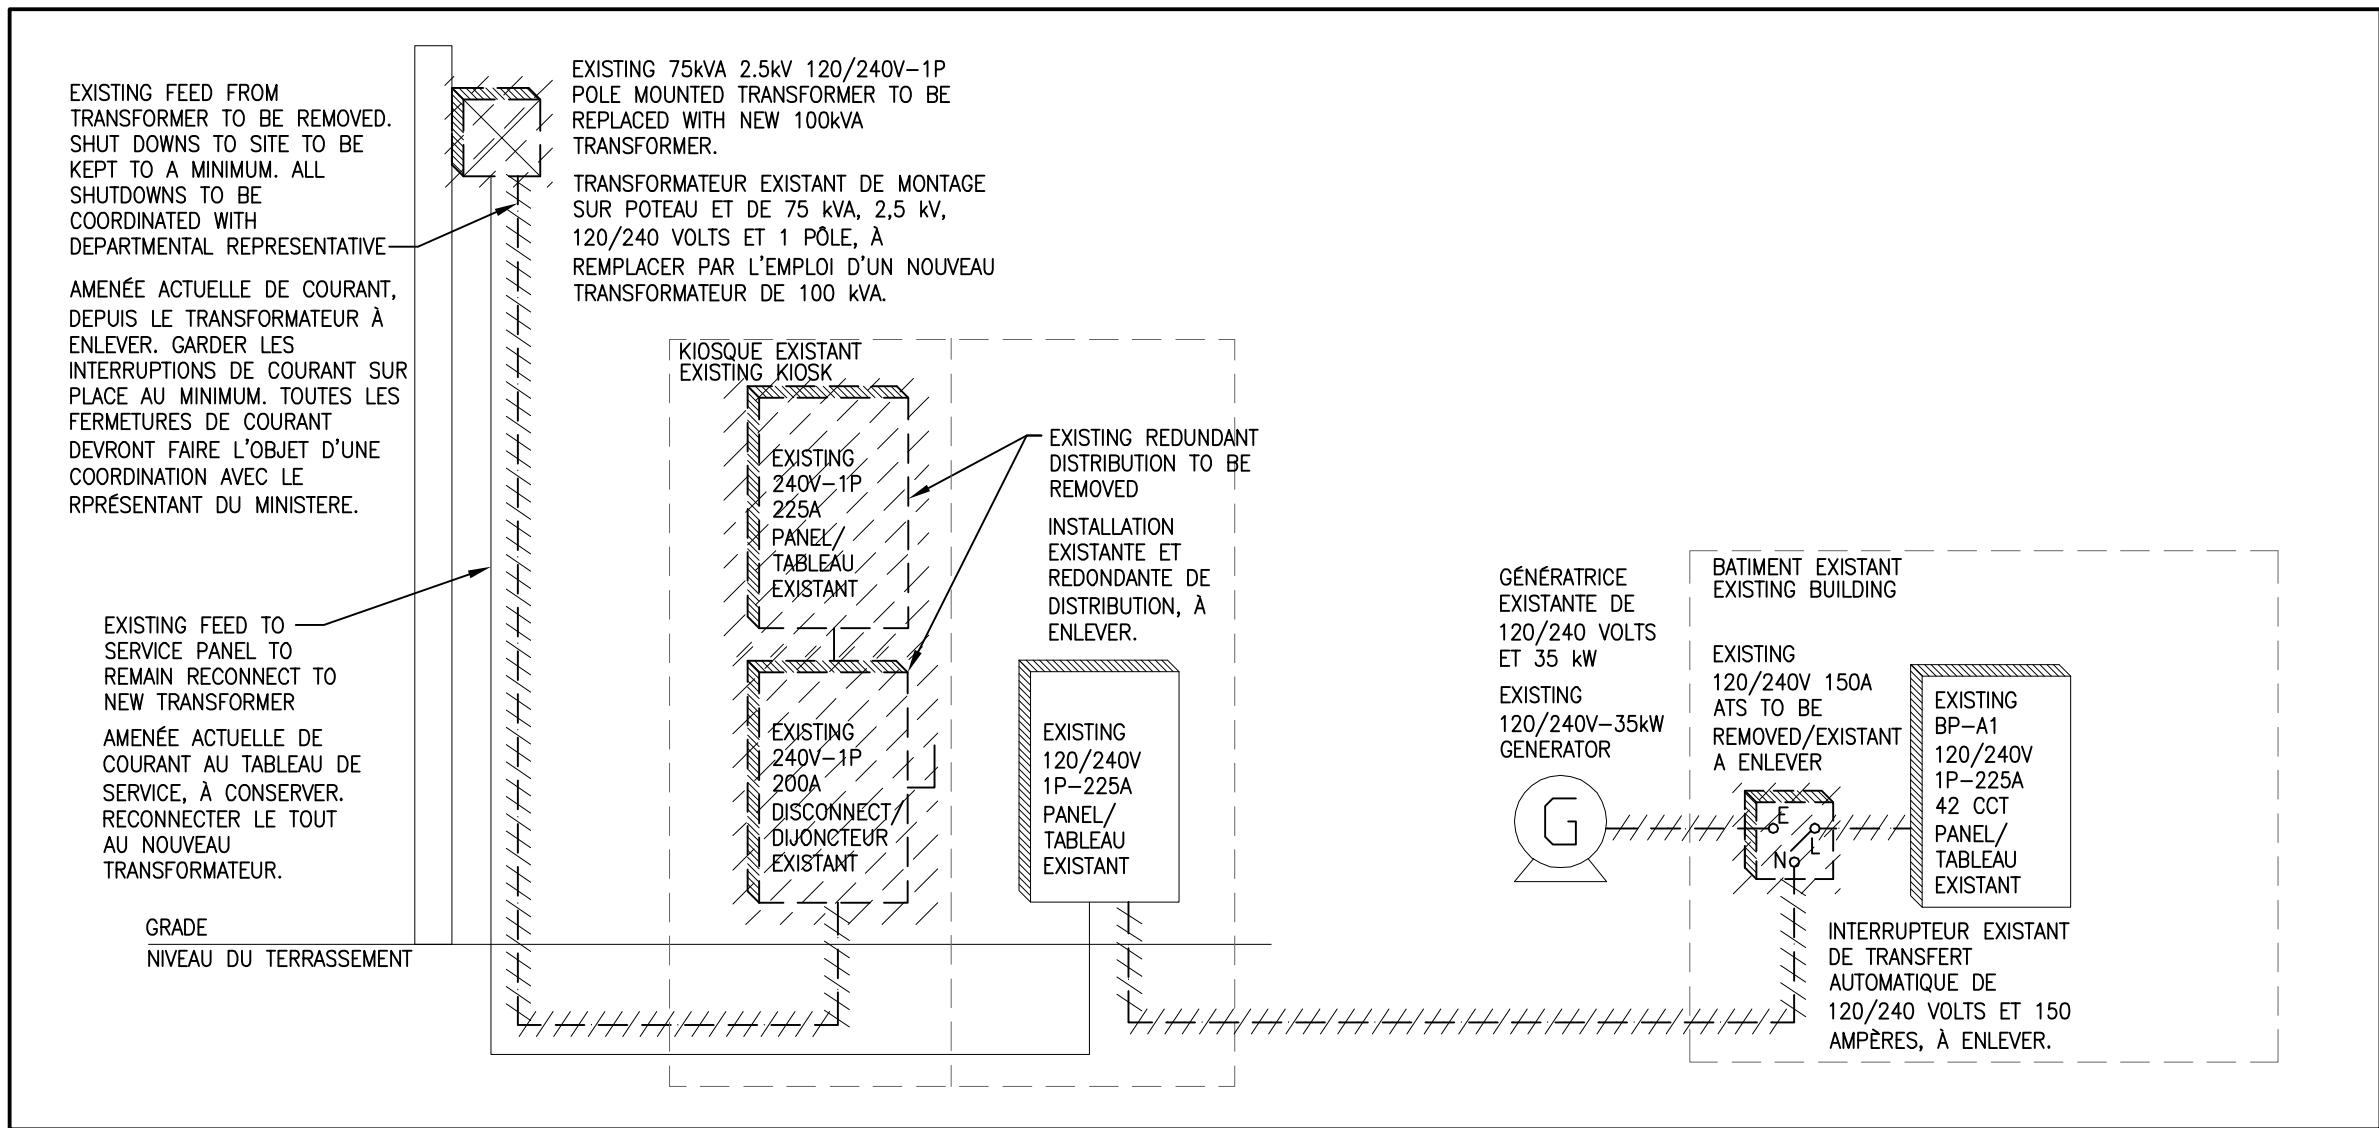 EXISTING FEED FROM
TRANSFORMER TO BE REMOVED.
SHUT DOWNS TO SITE TO BE
KEPT TO A MINIMUM. ALL
SHUTDOWNS TO BE
COORDINATED WITH
DEPARTMENTAL REPRESENTATIVE
AMENÉE ACTUELLE DE COURANT,
DEPUIS LE TRANSFORMATEUR À
ENLEVER. GARDER LES
INTERRUPTIONS DE COURANT SUR
PLACE AU MINIMUM. TOUTES LES
FERMETURES DE COURANT
DEVRONT FAIRE L'OBJET D'UNE
COORDINATION AVEC LE
RPRÉSENTANT DU MINISTERE.
EXISTING 75kVA 2.5kV 120/240V-1P
POLE MOUNTED TRANSFORMER TO BE
REPLACED WITH NEW 100kVA
TRANSFORMER.
TRANSFORMATEUR EXISTANT DE MONTAGE
SUR POTEAU ET DE 75 kVA, 2,5 kV,
120/240 VOLTS ET 1 PÔLE, À
REMPLACER PAR L'EMPLOI D'UN NOUVEAU
TRANSFORMATEUR DE 100 kVA.
EXISTING FEED TO
SERVICE PANEL TO
REMAIN RECONNECT TO
NEW TRANSFORMER
AMENÉE ACTUELLE DE
COURANT AU TABLEAU DE
SERVICE, À CONSERVER.
RECONNECTER LE TOUT
AU NOUVEAU
TRANSFORMATEUR.
GRADE
NIVEAU DU TERRASSEMENT
KIOSQUE EXISTANT
EXISTING KIOSK
EXISTING
240V-1P
225A
PANEL/
TABLEAU
EXISTANT
EXISTING
240V-1P
200A
DISCONNECT/
DIJONCTEUR
EXISTANT
EXISTING REDUNDANT
DISTRIBUTION TO BE
REMOVED
INSTALLATION
EXISTANTE ET
REDONDANTE DE
DISTRIBUTION, À
ENLEVER.
EXISTING
120/240V
1P-225A
PANEL/
TABLEAU
EXISTANT
GÉNÉRATRICE
EXISTANTE DE
120/240 VOLTS
ET 35 kW
EXISTING
120/240V-35kW
GENERATOR
G
BATIMENT EXISTANT
EXISTING BUILDING
EXISTING
120/240V 150A
ATS TO BE
REMOVED/EXISTANT
A ENLEVER
E
L
N
EXISTING
BP-A1
120/240V
1P-225A
42 CCT
PANEL/
TABLEAU
EXISTANT
INTERRUPTEUR EXISTANT
DE TRANSFERT
AUTOMATIQUE DE
120/240 VOLTS ET 150
AMPÈRES, À ENLEVER.